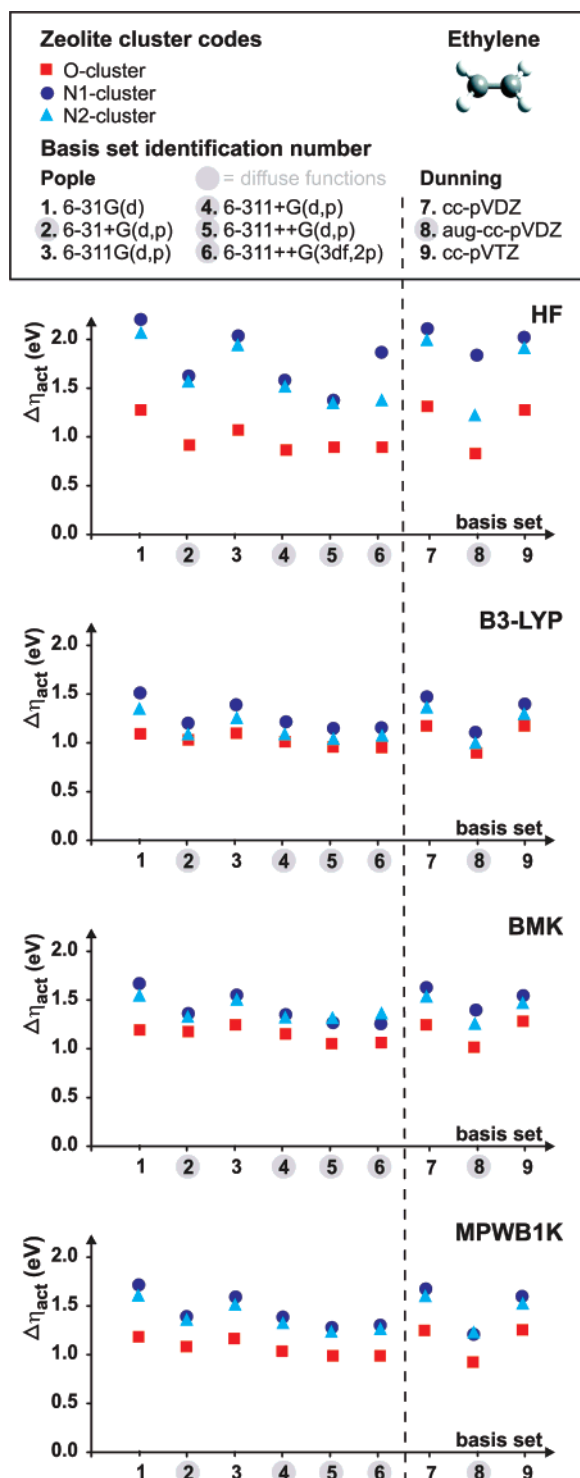 Zeolite cluster codes
Ethylene
O-cluster
N1-cluster
N2-cluster
Basis set identification number
Pople
= diffuse functions
Dunning
1. 6-31G(d)
4. 6-311+G(d,p)
7. cc-pVDZ
2. 6-31+G(d,p)
5. 6-311++G(d,p)
8. aug-cc-pVDZ
3. 6-311G(d,p)
6. 6-311++G(3df,2p)
9. cc-pVTZ
HF
Δη_act (eV)
2.0
1.5
1.0
0.5
0.0
basis set
1 2 3 4 5 6 7 8 9
B3-LYP
Δη_act (eV)
2.0
1.5
1.0
0.5
0.0
basis set
1 2 3 4 5 6 7 8 9
BMK
Δη_act (eV)
2.0
1.5
1.0
0.5
0.0
basis set
1 2 3 4 5 6 7 8 9
MPWB1K
Δη_act (eV)
2.0
1.5
1.0
0.5
0.0
basis set
1 2 3 4 5 6 7 8 9